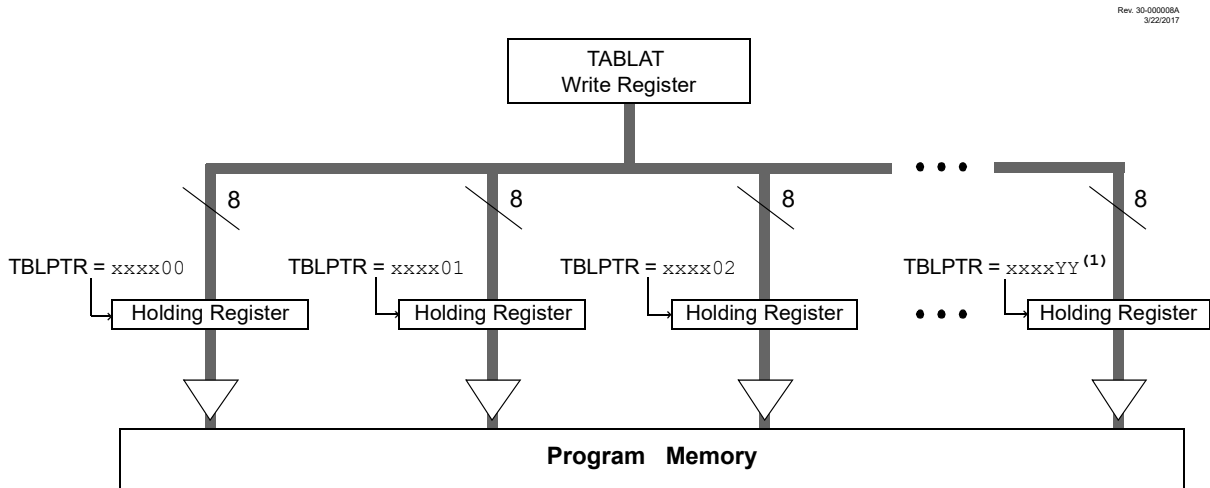 Rev. 30-000008A
3/22/2017
TABLAT
Write Register
8 8 8 8
TBLPTR = xxxx00 TBLPTR = xxxx01 TBLPTR = xxxx02 TBLPTR = xxxxYY(1)
Holding Register Holding Register Holding Register Holding Register
Program Memory